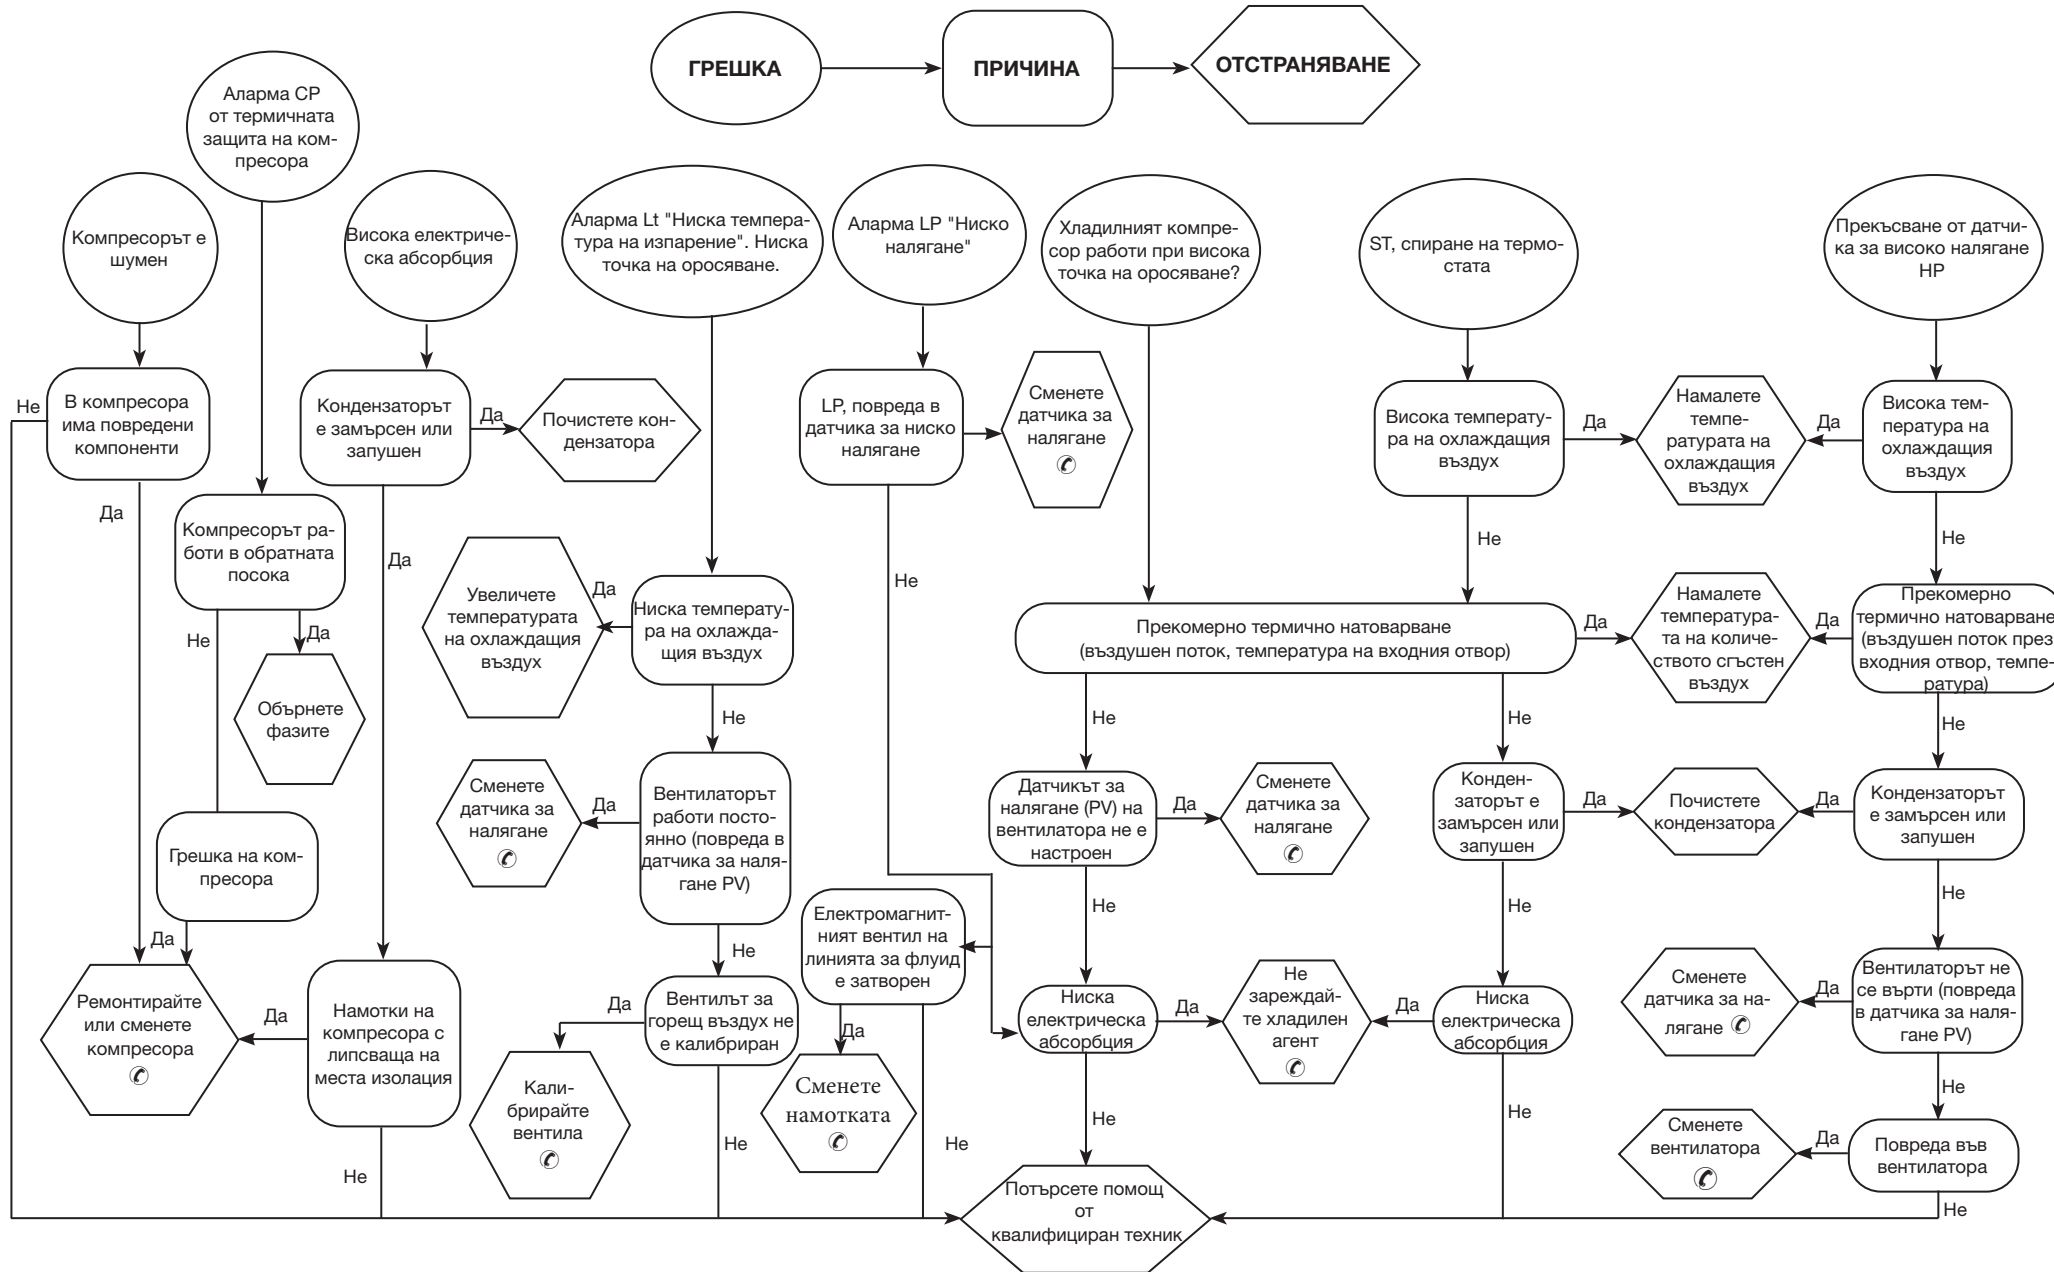 ГРЕШКА
ПРИЧИНА
ОТСТРАНЯВАНЕ
Аларма CP
от термичната
защита на ком-
пресора
Компресорът е
шумен
Висока електриче-
ска абсорбция
Аларма Lt "Ниска темпера-
тура на изпарение". Ниска
точка на оросяване.
Аларма LP "Ниско
налягане"
Хладилният компре-
сор работи при висока
точка на оросяване?
ST, спиране на термо-
стата
Прекъсване от датчи-
ка за високо налягане
HP
Не
В компресора
има повредени
компоненти
Да
Кондензаторът
е замърсен или
запушен
Да
Почистете кон-
дензатора
LP, повреда в
датчика за ниско
налягане
Сменете
датчика за
налягане
✆
Висока температу-
ра на охлаждащия
въздух
Да
Намалете
темпе-
ратурата на
охлаждащия
въздух
Да
Висока тем-
пература на
охлаждащия
въздух
Компресорът ра-
боти в обратната
посока
Да
Не
Не
Не
Увеличете
температурата
на охлаждащия
въздух
Да
Ниска температу-
ра на охлажда-
щия въздух
Прекомерно термично натоварване
(въздушен поток, температура на входния отвор)
Да
Намалете
температура-
та на количе-
ството сгъстен
въздух
Да
Прекомерно
термично натоварване
(въздушен поток през
входния отвор, темпе-
ратура)
Не
Да
Обърнете
фазите
Не
Не
Не
Не
Сменете
датчика за
налягане
✆
Да
Вентилаторът
работи посто-
янно (повреда в
датчика за наля-
гане PV)
Датчикът за
налягане (PV) на
вентилатора не е
настроен
Да
Сменете
датчика за
налягане
✆
Конден-
заторът е
замърсен или
запушен
Да
Почистете
кондензатора
Да
Кондензаторът
е замърсен или
запушен
Грешка на ком-
пресора
Да
Не
Електромагнит-
ният вентил на
линията за флуид
е затворен
Не
Не
Не
Ремонтирайте
или сменете
компресора
✆
Да
Намотки на
компресора с
липсваща на
места изолация
Да
Вентилът за
горещ въздух не
е калибриран
Да
Ниска
електрическа
абсорбция
Да
Не
зареждай-
те хладилен
агент
✆
Да
Ниска
електрическа
абсорбция
Сменете
датчика за на-
лягане ✆
Да
Вентилаторът не
се върти (повреда
в датчика за наля-
гане PV)
Кали-
брирайте
вентила
✆
Сменете
намотката
✆
Не
Не
Не
Не
Не
Не
Сменете
вентилатора
✆
Да
Повреда във
вентилатора
Не
Потърсете помощ
от
квалифициран техник